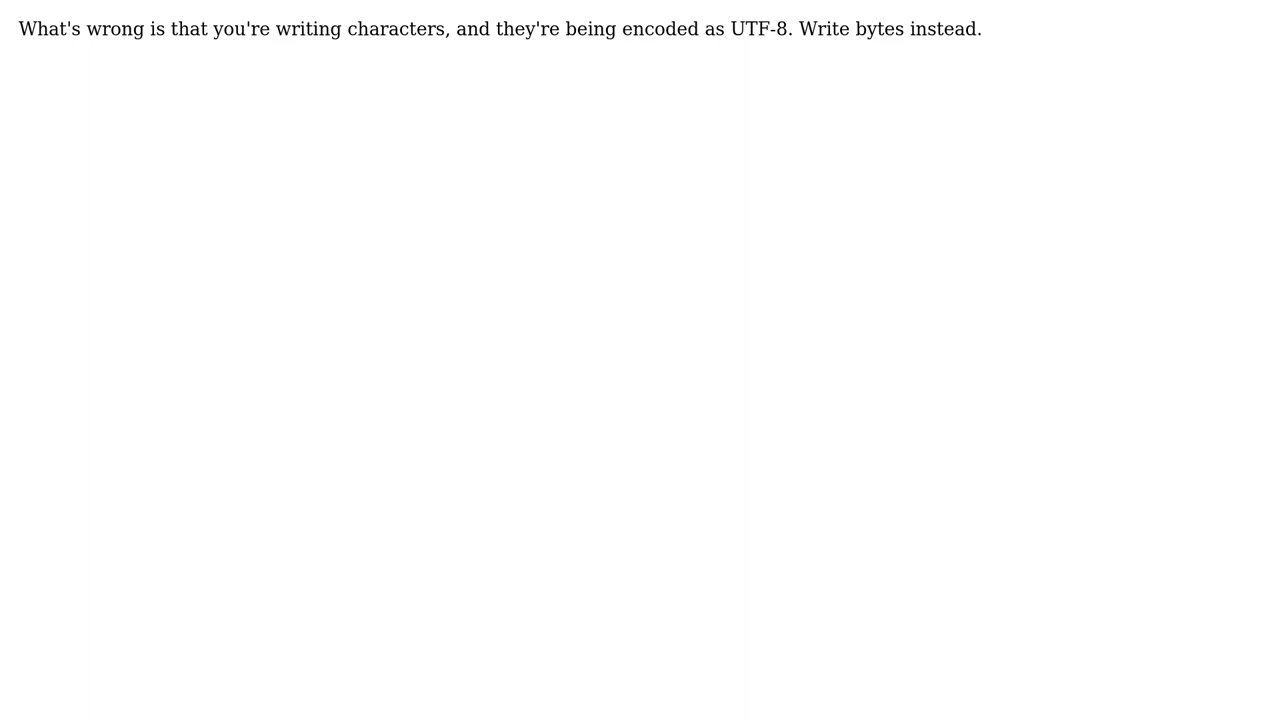 What's wrong is that you're writing characters, and they're being encoded as UTF-8. Write bytes instead.